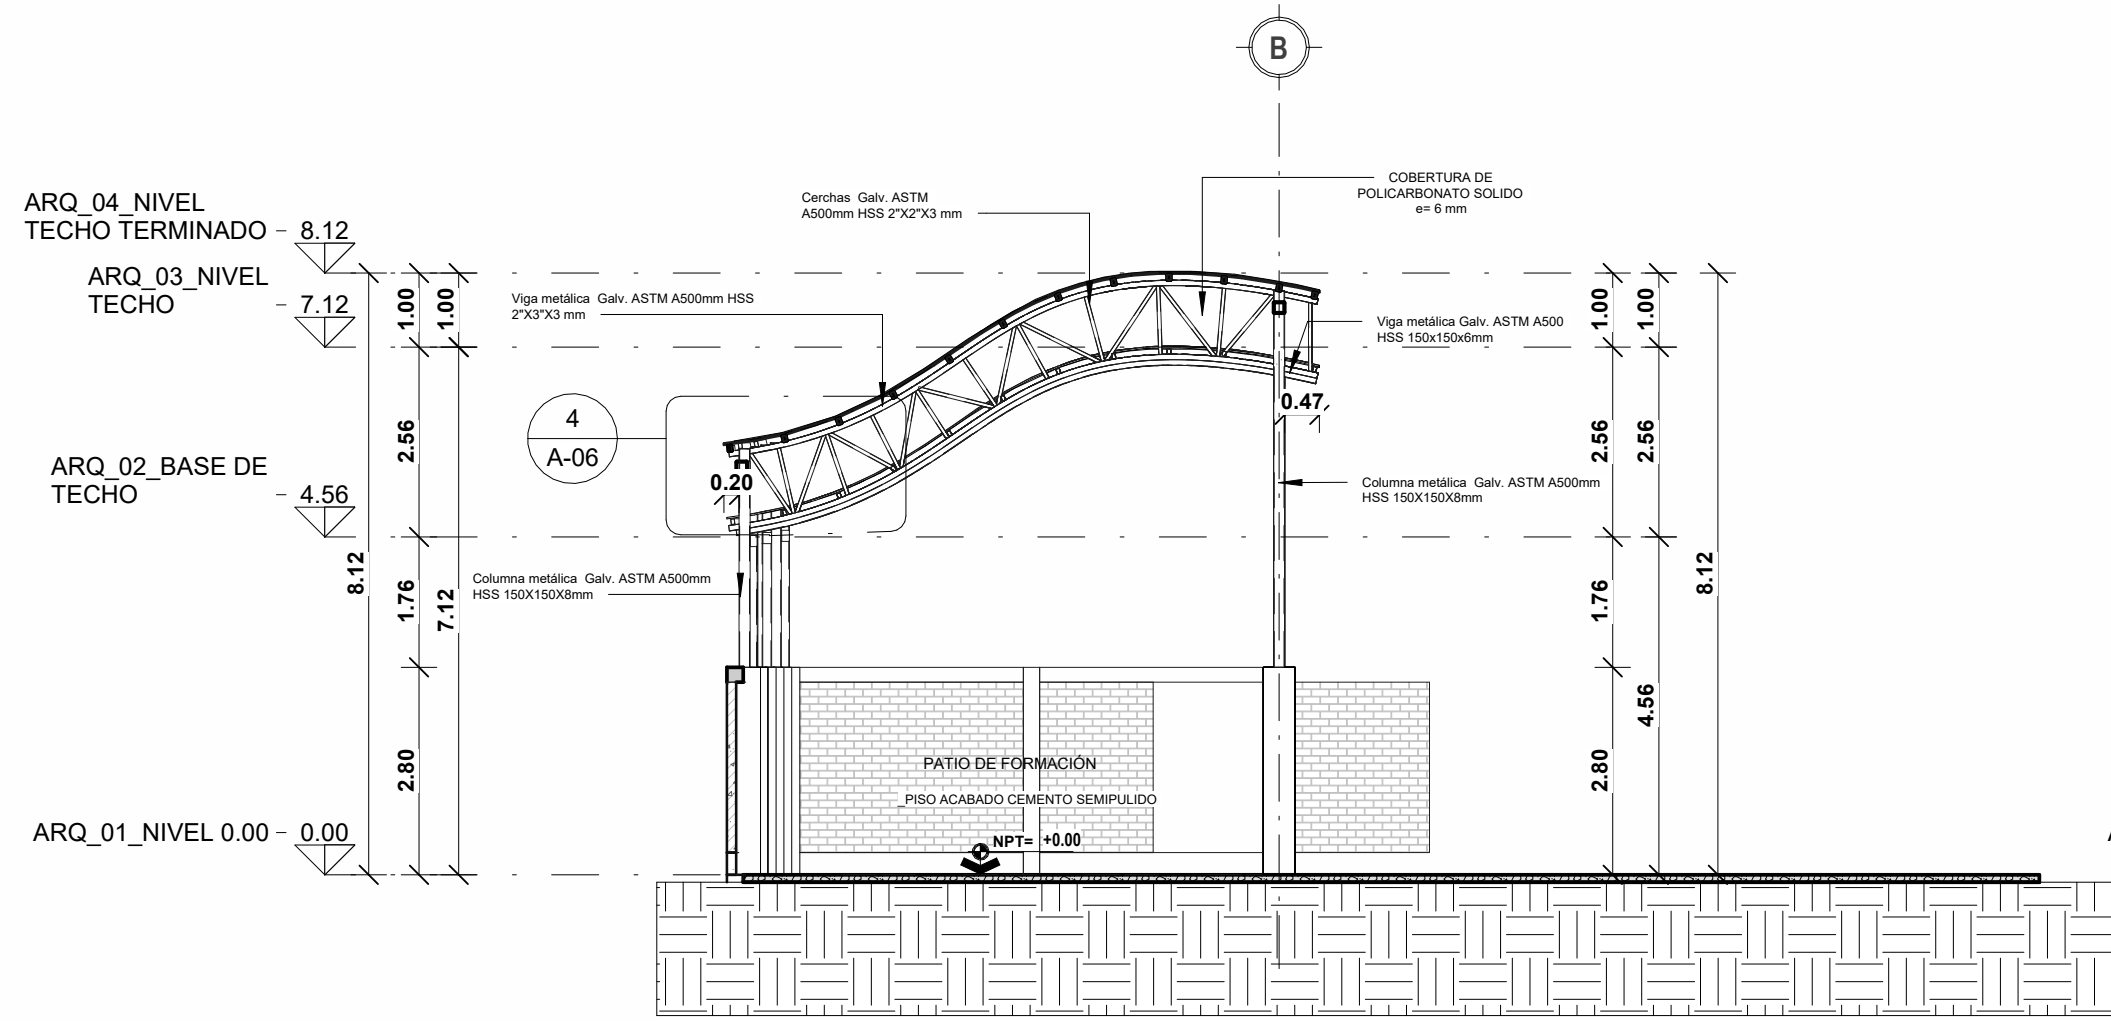 B
ARQ_04_NIVEL
TECHO TERMINADO
8.12
ARQ_03_NIVEL
TECHO
7.12
ARQ_02_BASE DE
TECHO
4.56
ARQ_01_NIVEL 0.00
0.00
8.12
1.00
2.56
1.76
2.80
1.00
7.12
Cerchas Galv. ASTM
A500mm HSS 2"X2"X3 mm
COBERTURA DE
POLICARBONATO SOLIDO
e= 6 mm
Viga metálica Galv. ASTM A500mm HSS
2"X3"X3 mm
Viga metálica Galv. ASTM A500
HSS 150x150x6mm
4
A-06
0.20
0.47
Columna metálica Galv. ASTM A500mm
HSS 150X150X8mm
Columna metálica Galv. ASTM A500mm
HSS 150X150X8mm
PATIO DE FORMACIÓN
_PISO ACABADO CEMENTO SEMIPULIDO
NPT= +0.00
1.00
2.56
1.76
2.80
1.00
2.56
4.56
8.12